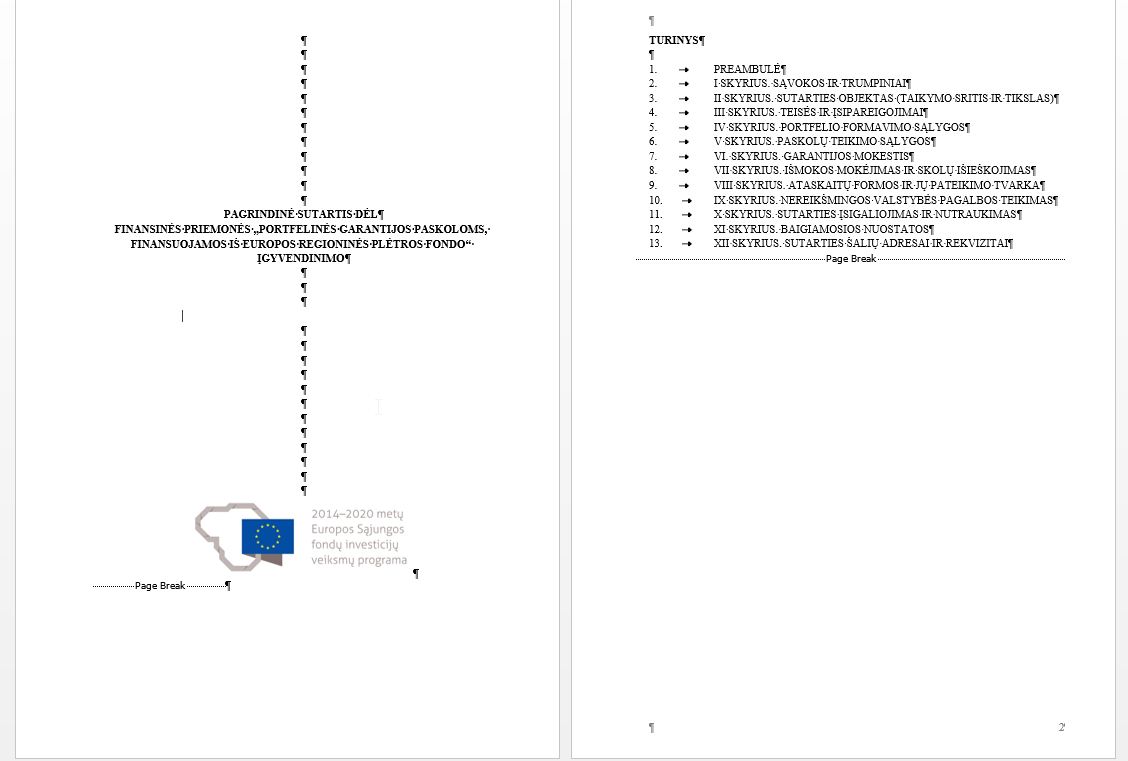 PAGRINDINĖ SUTARTIS DĖL¶
FINANSINĖS PRIEMONĖS „PORTFELINĖS GARANTIJOS PASKOLOMS,
FINANSUOJAMOS IŠ EUROPOS REGIONINĖS PLĖTROS FONDO“
ĮGYVENDINIMO¶
2014–2020 metų
Europos Sąjungos
fondų investicijų
veiksmų programa
Page Break¶
TURINYS¶
1. → PREAMBULĖ¶
2. → I SKYRIUS. SĄVOKOS IR TRUMPINIAI¶
3. → II SKYRIUS. SUTARTIES OBJEKTAS (TAIKYMO SRITIS IR TIKSLAS)¶
4. → III SKYRIUS. TEISĖS IR ĮSIPAREIGOJIMAI¶
5. → IV SKYRIUS. PORTFELIO FORMAVIMO SĄLYGOS¶
6. → V SKYRIUS. PASKOLŲ TEIKIMO SĄLYGOS¶
7. → VI. SKYRIUS. GARANTIJOS MOKESTIS¶
8. → VII SKYRIUS. IŠMOKOS MOKĖJIMAS IR SKOLŲ IŠIEŠKOJIMAS¶
9. → VIII SKYRIUS. ATASKAITŲ FORMOS IR JŲ PATEIKIMO TVARKA¶
10. → IX SKYRIUS. NEREIKŠMINGOS VALSTYBĖS PAGALBOS TEIKIMAS¶
11. → X SKYRIUS. SUTARTIES ĮSIGALIOJIMAS IR NUTRAUKIMAS¶
12. → XI SKYRIUS. BAIGIAMOSIOS NUOSTATOS¶
13. → XII SKYRIUS. SUTARTIES ŠALIŲ ADRESAI IR REKVIZITAI¶
Page Break
2